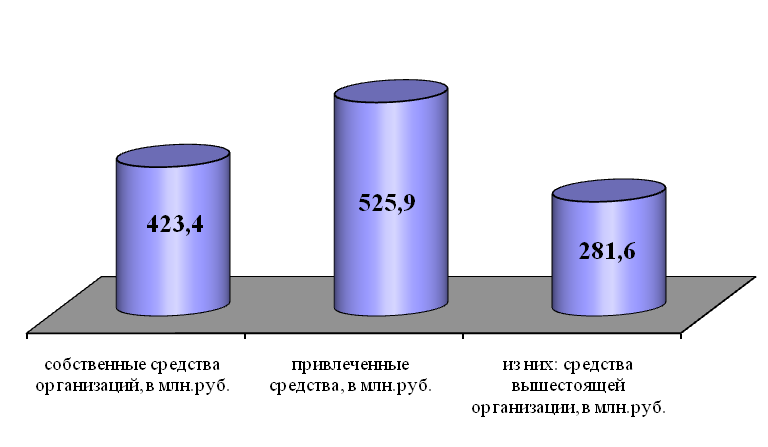 423,4
525,9
281,6
собственные средства
организаций, в млн.руб.
привлеченные
средства, в млн.руб.
из них: средства
вышестоящей
организации, в млн.руб.